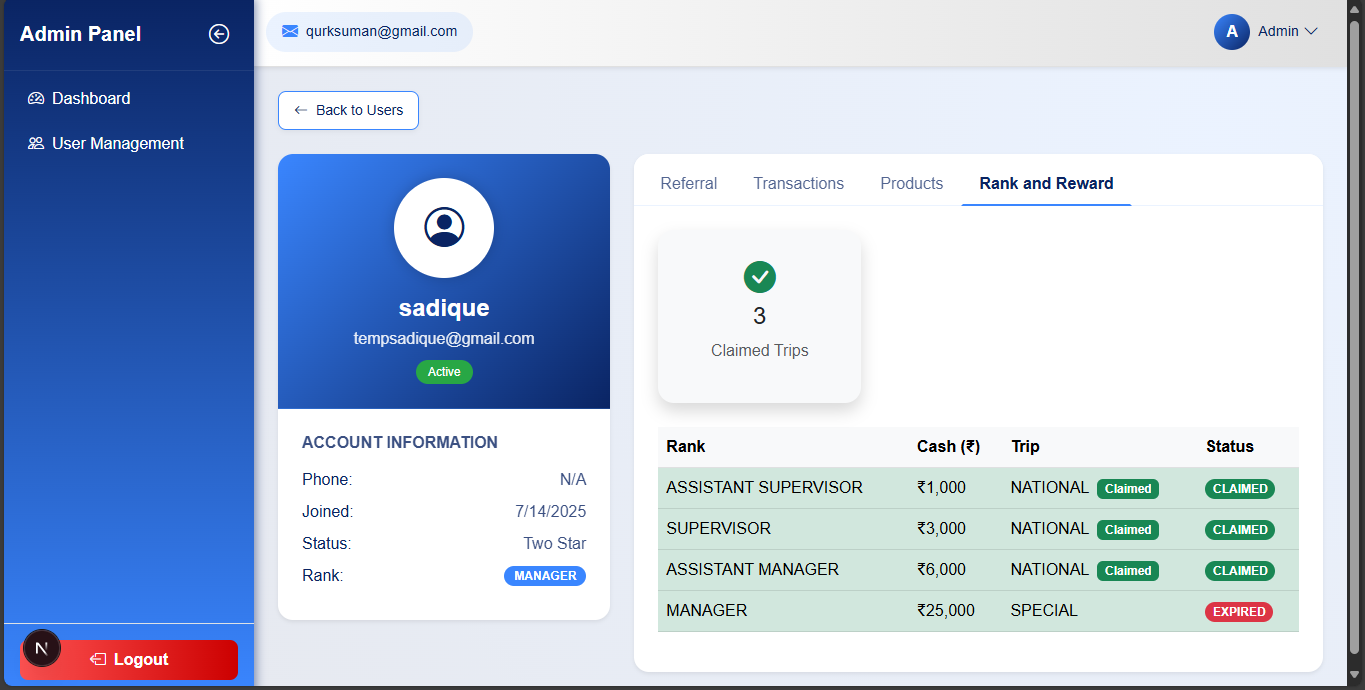 Admin Panel
Dashboard
User Management
N
Logout
qurksuman@gmail.com
A Admin
Back to Users
sadique
tempsadique@gmail.com
Active
ACCOUNT INFORMATION
Phone: N/A
Joined: 7/14/2025
Status: Two Star
Rank: MANAGER
Referral Transactions Products Rank and Reward
3
Claimed Trips
Rank Cash (₹) Trip Status
ASSISTANT SUPERVISOR ₹1,000 NATIONAL Claimed CLAIMED
SUPERVISOR ₹3,000 NATIONAL Claimed CLAIMED
ASSISTANT MANAGER ₹6,000 NATIONAL Claimed CLAIMED
MANAGER ₹25,000 SPECIAL EXPIRED